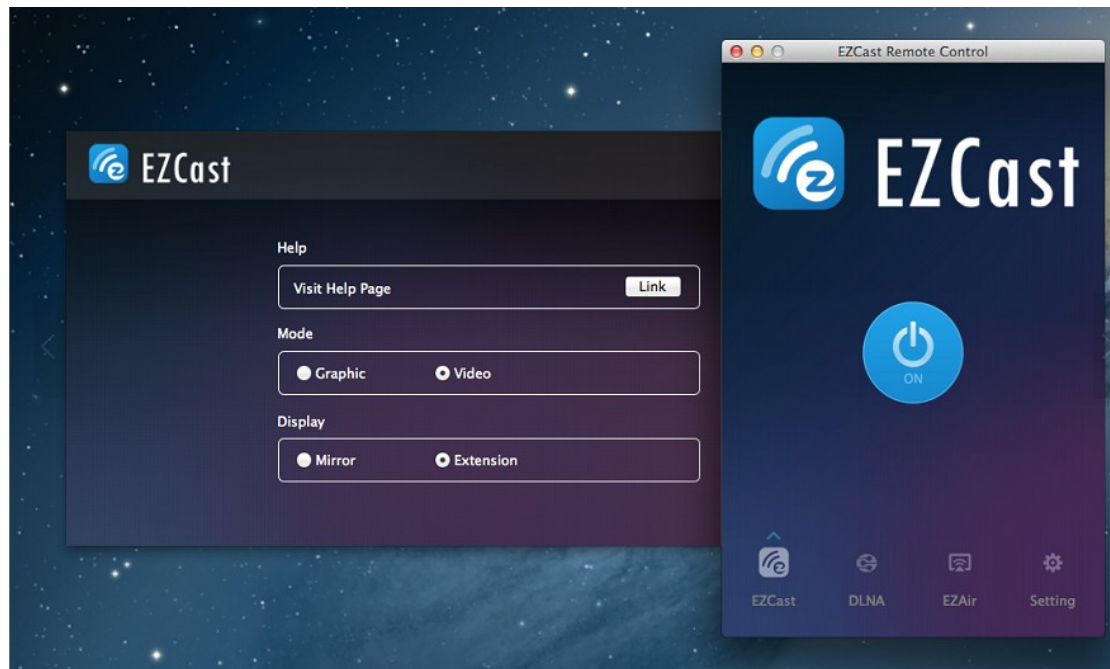 EZCast Remote Control
EZCast
Help
Visit Help Page Link
Mode
Graphic Video
Display
Mirror Extension
EZCast
ON
EZCast DLNA EZAir Setting